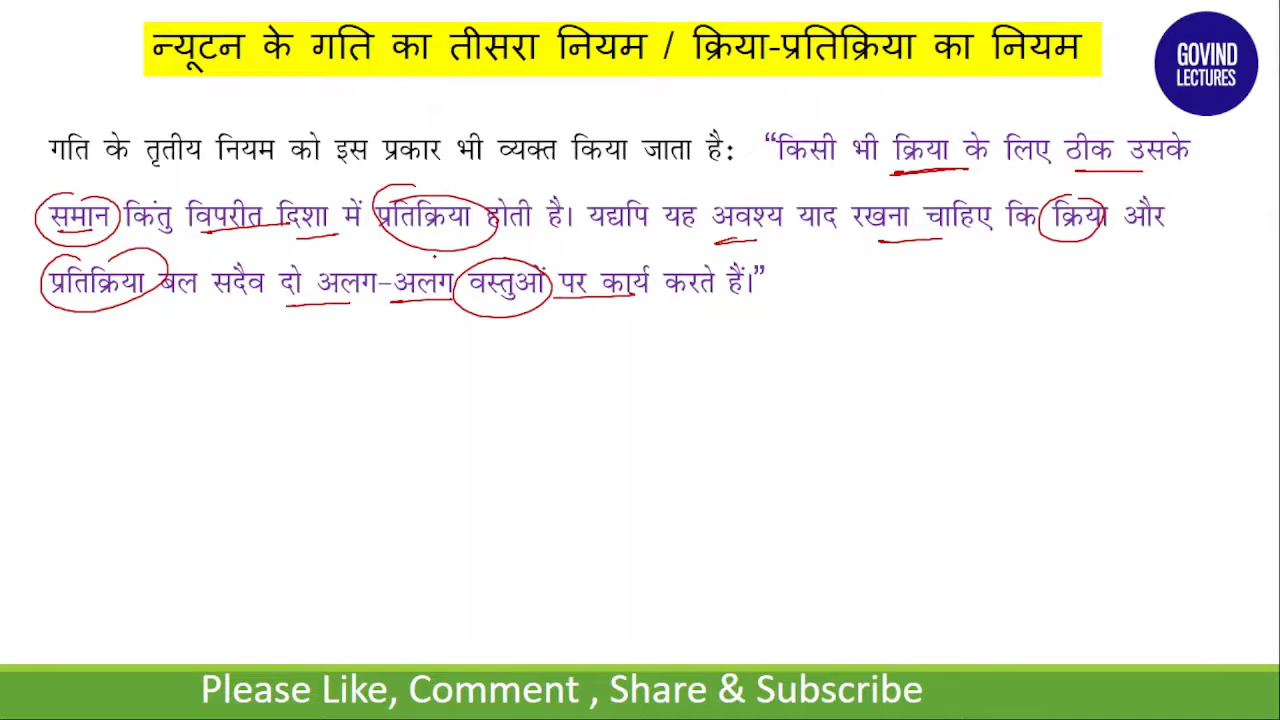 न्यूटन के गति का तीसरा नियम / क्रिया-प्रतिक्रिया का नियम
GOVIND
LECTURES
गति के तृतीय नियम को इस प्रकार भी व्यक्त किया जाता है: “किसी भी क्रिया के लिए ठीक उसके
समान किंतु विपरीत दिशा में प्रतिक्रिया होती है। यद्यपि यह अवश्य याद रखना चाहिए कि क्रिया और
प्रतिक्रिया बल सदैव दो अलग-अलग वस्तुओं पर कार्य करते हैं।”
Please Like, Comment , Share & Subscribe